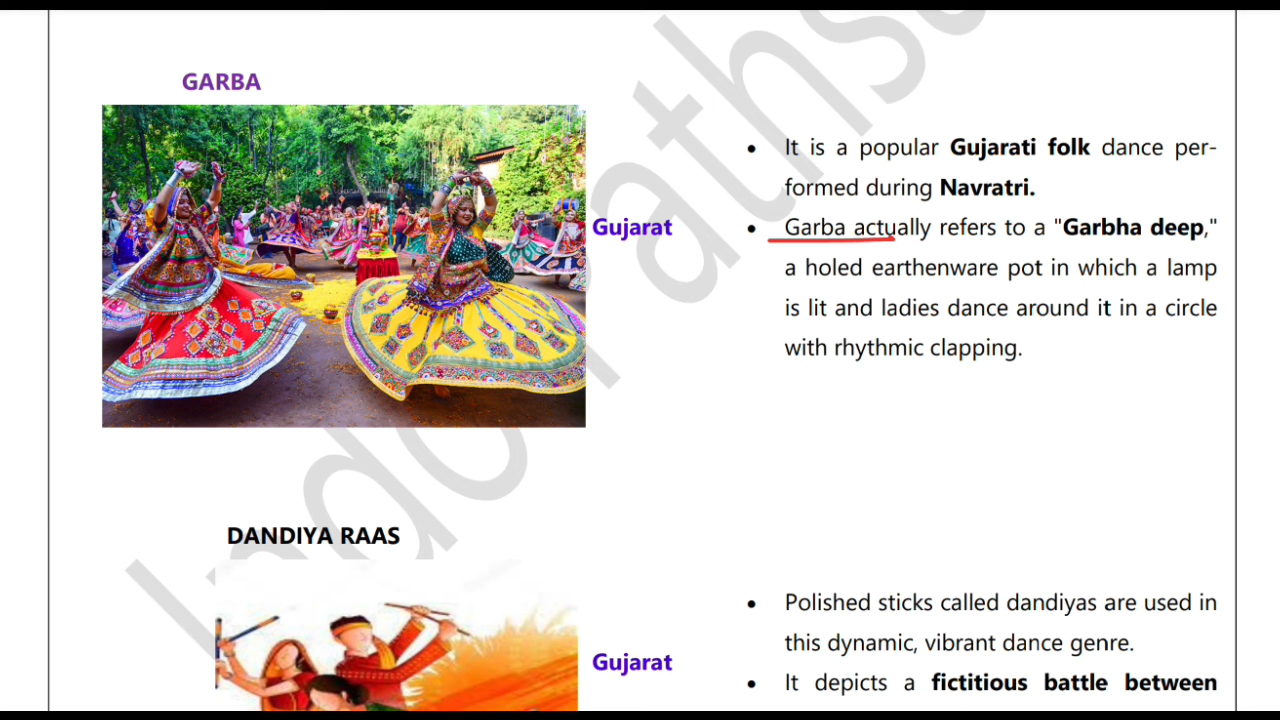 GARBA
Gujarat
• It is a popular Gujarati folk dance per-
formed during Navratri.
• Garba actually refers to a "Garbha deep,"
a holed earthenware pot in which a lamp
is lit and ladies dance around it in a circle
with rhythmic clapping.
DANDIYA RAAS
Gujarat
• Polished sticks called dandiyas are used in
this dynamic, vibrant dance genre.
• It depicts a fictitious battle between